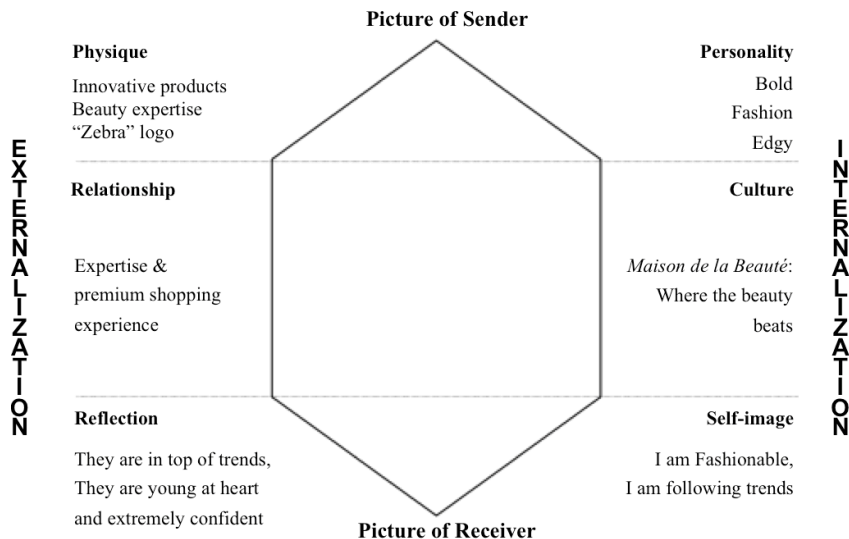 Picture of Sender
Physique
Innovative products
Beauty expertise
“Zebra” logo
Personality
Bold
Fashion
Edgy
EXTERNALIZATION
INTERNALIZATION
Relationship
Expertise &
premium shopping
experience
Culture
Maison de la Beauté:
Where the beauty
beats
Reflection
They are in top of trends,
They are young at heart
and extremely confident
Self-image
I am Fashionable,
I am following trends
Picture of Receiver